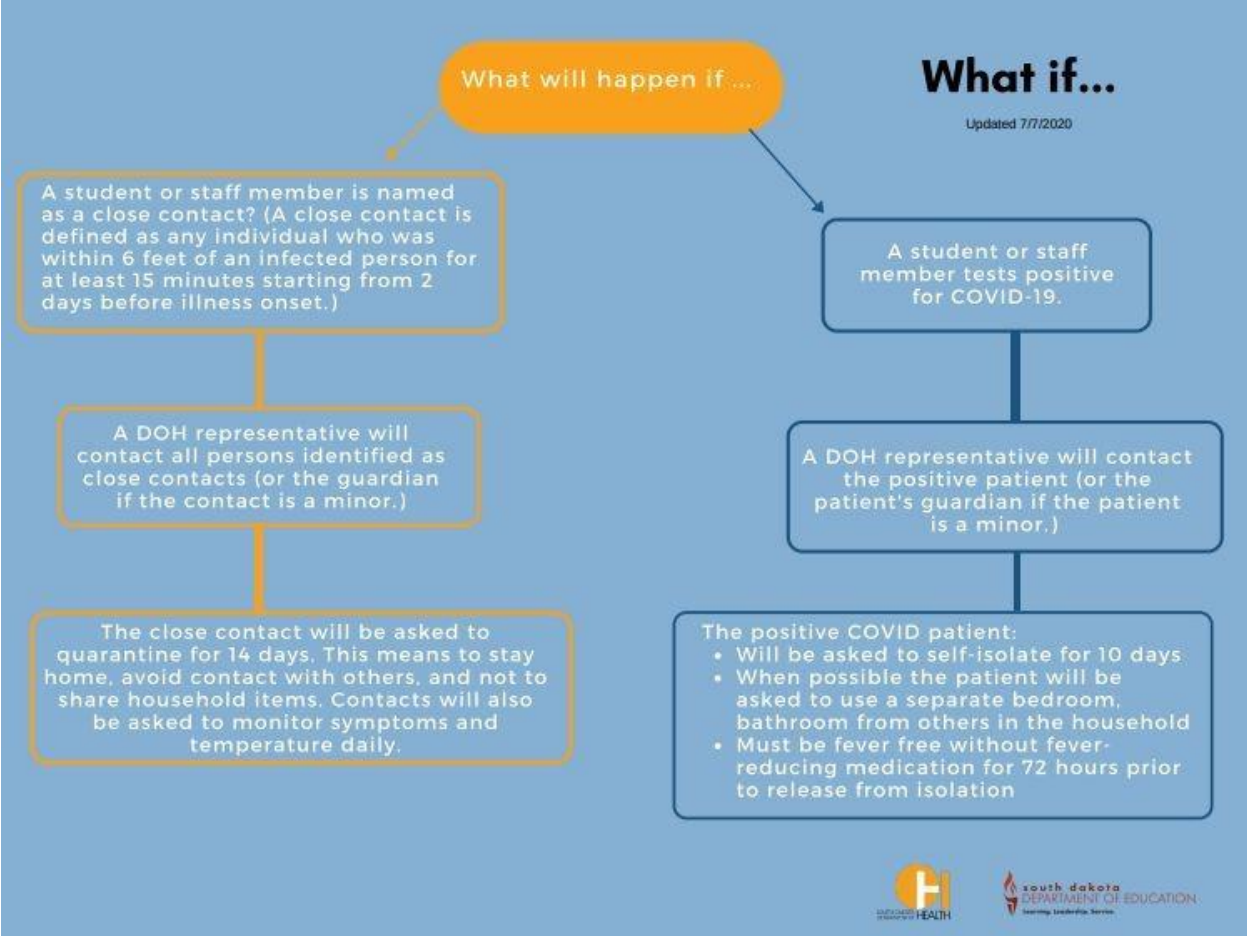 What will happen if ...
What if...
Updated 7/7/2020
A student or staff member is named
as a close contact? (A close contact is
defined as any individual who was
within 6 feet of an infected person for
at least 15 minutes starting from 2
days before illness onset.)
A DOH representative will
contact all persons identified as
close contacts (or the guardian
if the contact is a minor.)
The close contact will be asked to
quarantine for 14 days. This means to stay
home, avoid contact with others, and not to
share household items. Contacts will also
be asked to monitor symptoms and
temperature daily.
A student or staff
member tests positive
for COVID-19.
A DOH representative will contact
the positive patient (or the
patient's guardian if the patient
is a minor.)
The positive COVID patient:
• Will be asked to self-isolate for 10 days
• When possible the patient will be
asked to use a separate bedroom,
bathroom from others in the household
• Must be fever free without fever-
reducing medication for 72 hours prior
to release from isolation
HEALTH
south dakota
DEPARTMENT OF EDUCATION
Learning. Leadership. Service.